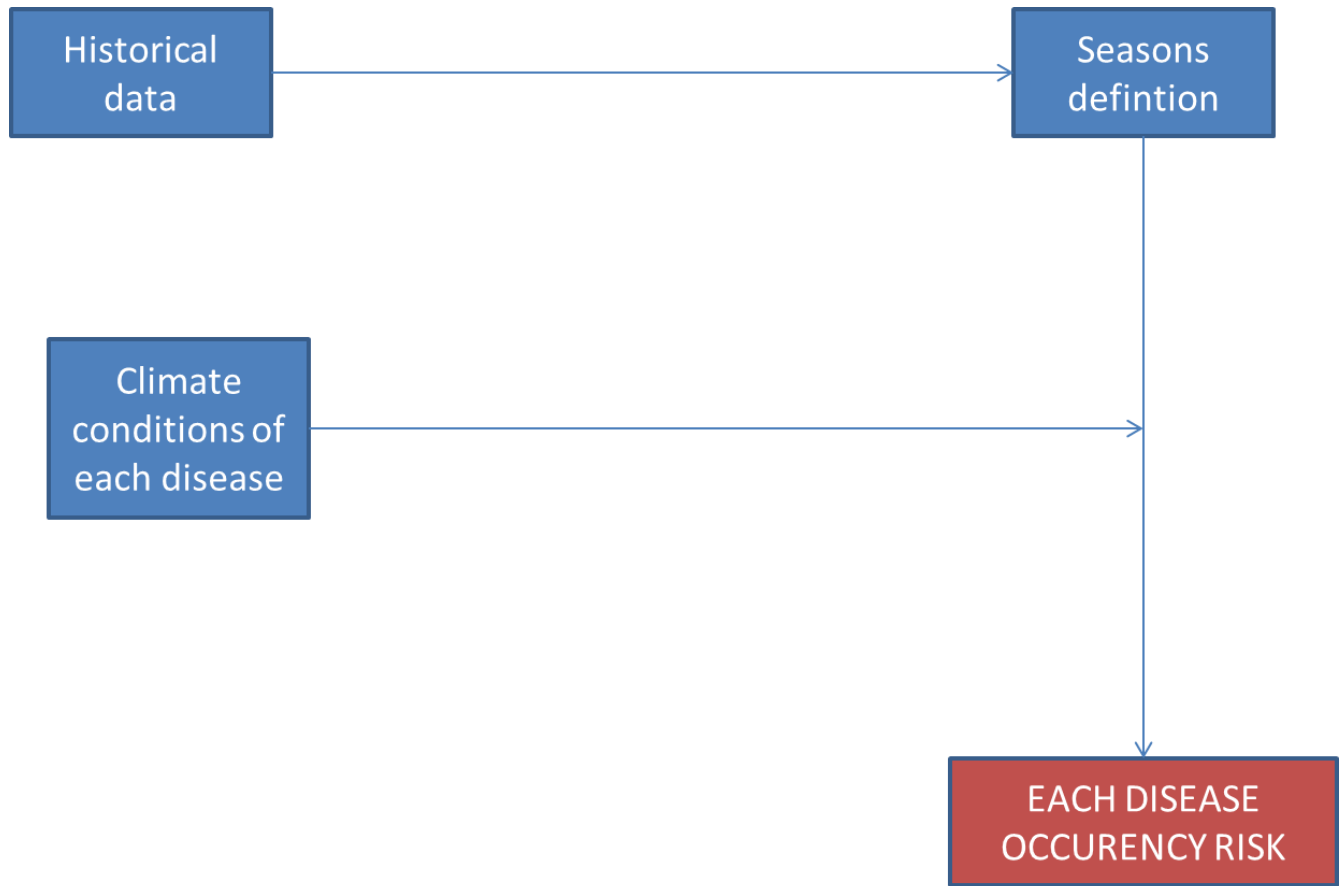 Historical
data
Seasons
defintion
Climate
conditions of
each disease
EACH DISEASE
OCCURENCY RISK